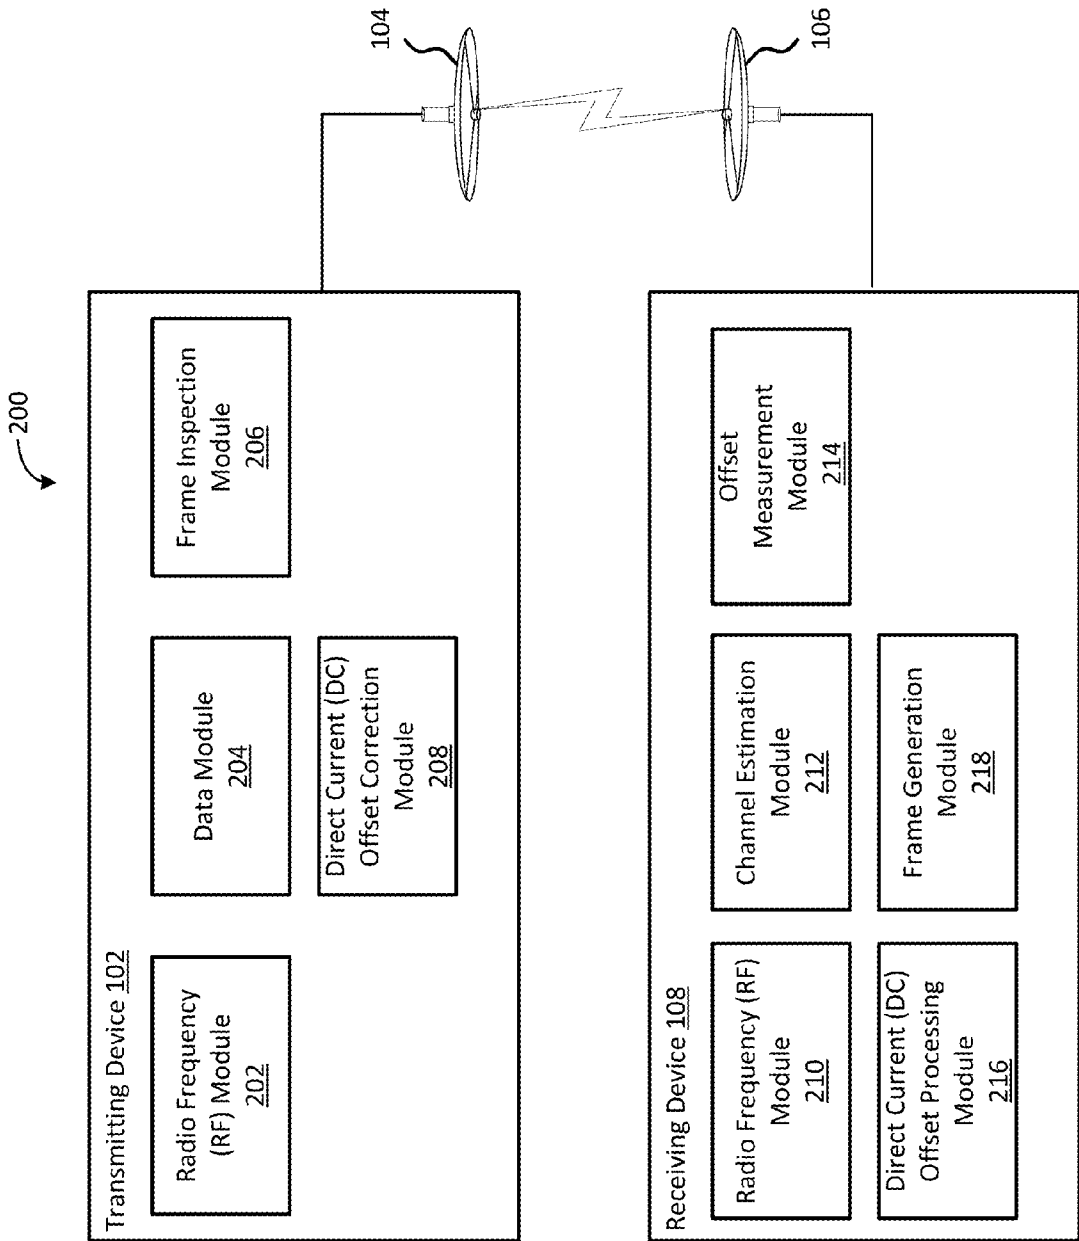 200
Transmitting Device 102
Radio Frequency
(RF) Module
202
Data Module
204
Frame Inspection
Module
206
Direct Current (DC)
Offset Correction
Module
208
104
Receiving Device 108
Radio Frequency (RF)
Module
210
Channel Estimation
Module
212
Offset
Measurement
Module
214
Direct Current (DC)
Offset Processing
Module
216
Frame Generation
Module
218
106